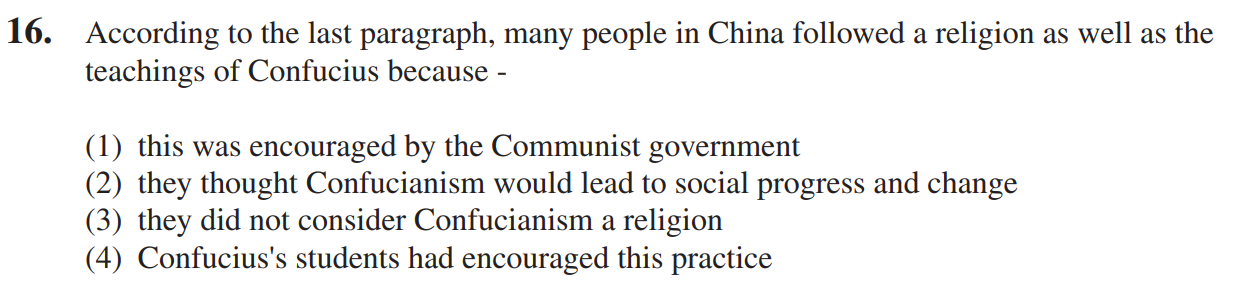 16. According to the last paragraph, many people in China followed a religion as well as the
teachings of Confucius because -
(1) this was encouraged by the Communist government
(2) they thought Confucianism would lead to social progress and change
(3) they did not consider Confucianism a religion
(4) Confucius's students had encouraged this practice